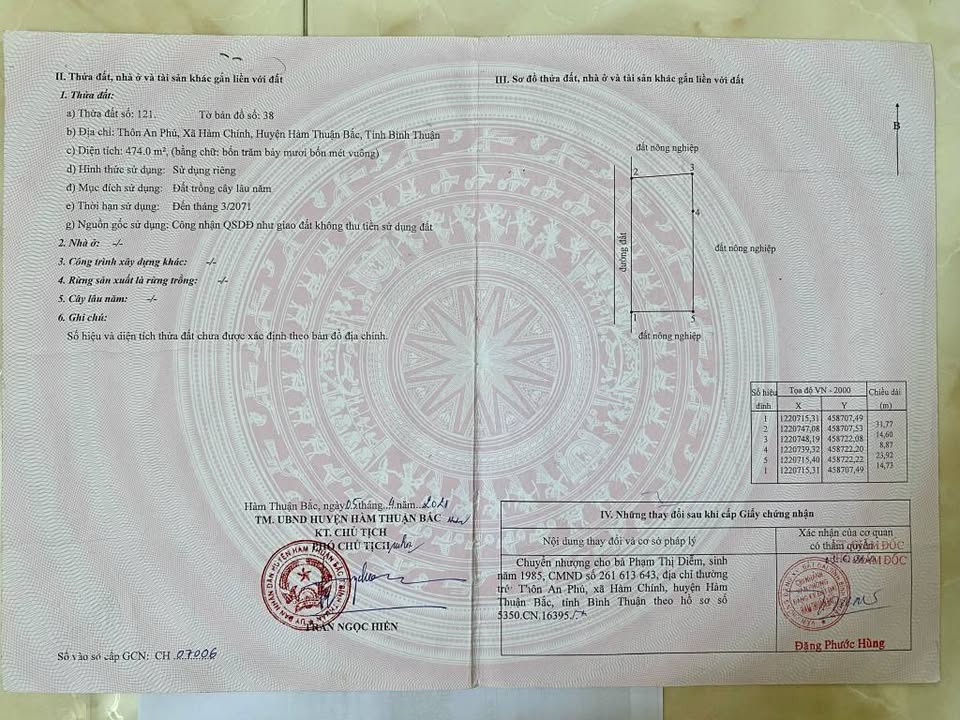 II. Thửa đất, nhà ở và tài sản khác gắn liền với đất
1. Thửa đất:
a) Thửa đất số: 121. Tờ bản đồ số: 38
b) Địa chỉ: Thôn An Phú, Xã Hàm Chính, Huyện Hàm Thuận Bắc, Tỉnh Bình Thuận
c) Diện tích: 474.0 m², (bằng chữ: bốn trăm bảy mươi bốn mét vuông)
d) Hình thức sử dụng: Sử dụng riêng
đ) Mục đích sử dụng: Đất trồng cây lâu năm
e) Thời hạn sử dụng: Đến tháng 3/2071
g) Nguồn gốc sử dụng: Công nhận QSDĐ như giao đất không thu tiền sử dụng đất
2. Nhà ở: -/-
3. Công trình xây dựng khác: -/-
4. Rừng sản xuất là rừng trồng: -/-
5. Cây lâu năm: -/-
6. Ghi chú:
Số hiệu và diện tích thửa đất chưa được xác định theo bản đồ địa chính.
Hàm Thuận Bắc, ngày 05 tháng 4 năm 2021
TM. UBND HUYỆN HÀM THUẬN BẮC
KT. CHỦ TỊCH
PHÓ CHỦ TỊCH
TRẦN NGỌC HIỀN
Số vào sổ cấp GCN: CH 07006
III. Sơ đồ thửa đất, nhà ở và tài sản khác gắn liền với đất
B
đất nông nghiệp
2
3
4
đường đất
đất nông nghiệp
1
5
đất nông nghiệp
Số hiệu đỉnh
Tọa độ VN - 2000
Chiều dài (m)
X Y
1 1220715,31 458707,49
31,77
2 1220747,08 458707,53
14,60
3 1220748,19 458722,08
8,87
4 1220739,32 458722,20
23,92
5 1220715,40 458722,22
14,73
1 1220715,31 458707,49
IV. Những thay đổi sau khi cấp Giấy chứng nhận
Nội dung thay đổi và cơ sở pháp lý
Xác nhận của cơ quan
có thẩm quyền
Chuyển nhượng cho bà Phạm Thị Diễm, sinh
năm 1985, CMND số 261 613 643, địa chỉ thường
trú Thôn An Phú, xã Hàm Chính, huyện Hàm
Thuận Bắc, tỉnh Bình Thuận theo hồ sơ số
5350.CN.16395
Đặng Phước Hùng